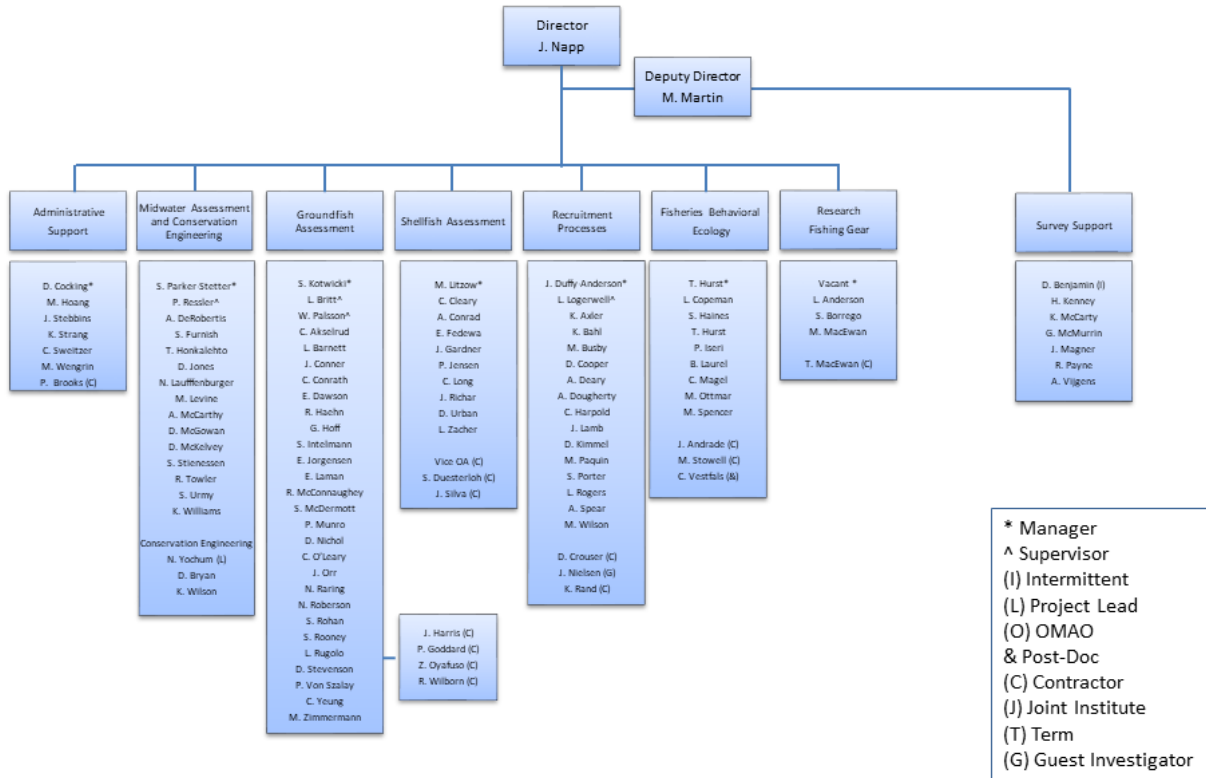 Director
J. Napp
Deputy Director
M. Martin
Administrative
Support
Midwater Assessment
and Conservation
Engineering
Groundfish
Assessment
Shellfish Assessment
Recruitment
Processes
Fisheries Behavioral
Ecology
Research
Fishing Gear
Survey Support
D. Cocking*
M. Hoang
J. Stebbins
K. Strang
C. Sweitzer
M. Wengrin
P. Brooks (C)
S. Parker-Stetter*
P. Ressler^
A. DeRobertis
S. Furnish
T. Honkalehto
D. Jones
N. Laufffenburger
M. Levine
A. McCarthy
D. McGowan
D. McKelvey
S. Stienessen
R. Towler
S. Urmy
K. Williams
Conservation Engineering
N. Yochum (L)
D. Bryan
K. Wilson
S. Kotwicki*
L. Britt^
W. Palsson^
C. Akselrud
L. Barnett
J. Conner
C. Conrath
E. Dawson
R. Haehn
G. Hoff
S. Intelmann
E. Jorgensen
E. Laman
R. McConnaughey
S. McDermott
P. Munro
D. Nichol
C. O'Leary
J. Orr
N. Raring
N. Roberson
S. Rohan
S. Rooney
L. Rugolo
D. Stevenson
P. Von Szalay
C. Yeung
M. Zimmermann
J. Harris (C)
P. Goddard (C)
Z. Oyafuso (C)
R. Wilborn (C)
M. Litzow*
C. Cleary
A. Conrad
E. Fedewa
J. Gardner
P. Jensen
C. Long
J. Richar
D. Urban
L. Zacher
Vice OA (C)
S. Duesterloh (C)
J. Silva (C)
J. Duffy-Anderson*
L. Logerwell^
K. Axler
K. Bahl
M. Busby
D. Cooper
A. Deary
A. Dougherty
C. Harpold
J. Lamb
D. Kimmel
M. Paquin
S. Porter
L. Rogers
A. Spear
M. Wilson
D. Crouser (C)
J. Nielsen (G)
K. Rand (C)
T. Hurst*
L. Copeman
S. Haines
T. Hurst
P. Iseri
B. Laurel
C. Magel
M. Ottmar
M. Spencer
J. Andrade (C)
M. Stowell (C)
C. Vestfals (&)
Vacant *
L. Anderson
S. Borrego
M. MacEwan
T. MacEwan (C)
D. Benjamin (I)
H. Kenney
K. McCarty
G. McMurrin
J. Magner
R. Payne
A. Vijgens
* Manager
^ Supervisor
(I) Intermittent
(L) Project Lead
(O) OMAO
& Post-Doc
(C) Contractor
(J) Joint Institute
(T) Term
(G) Guest Investigator